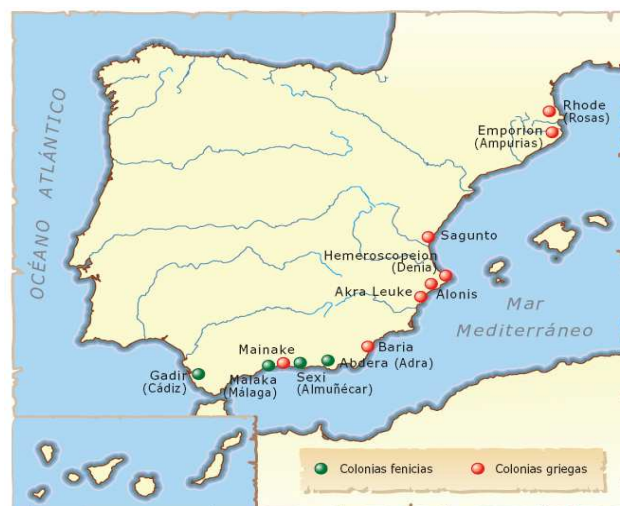 OCÉANO ATLÁNTICO
Rhode
(Rosas)
Emporion
(Ampurias)
Sagunto
Hemeroscopeion
(Denia)
Akra Leuke
Alonis
Mar
Mediterráneo
Baria
Mainake
Abdera (Adra)
Gadir
(Cádiz)
Malaka
(Málaga)
Sexi
(Almuñécar)
Colonias fenicias
Colonias griegas